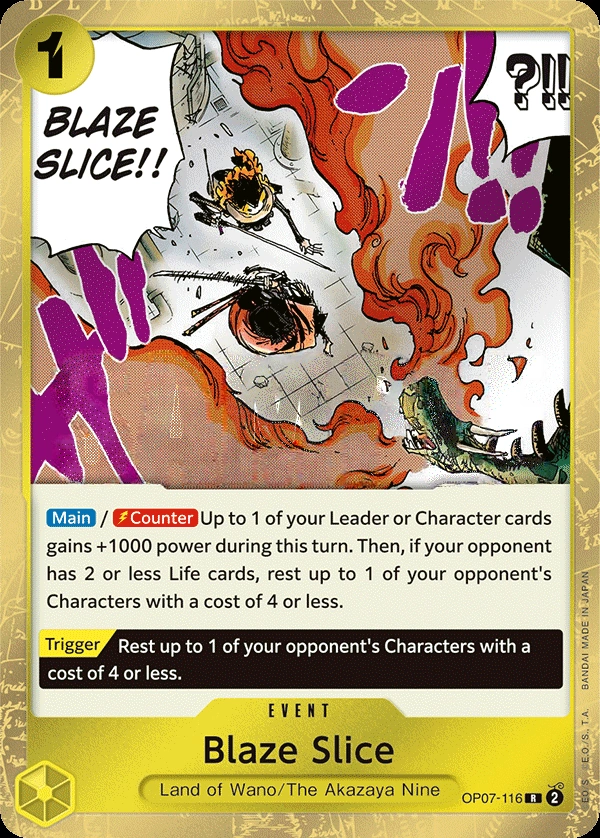 1
BLAZE
SLICE!!
?!!
Main / Counter Up to 1 of your Leader or Character cards
gains +1000 power during this turn. Then, if your opponent
has 2 or less Life cards, rest up to 1 of your opponent's
Characters with a cost of 4 or less.
Trigger Rest up to 1 of your opponent's Characters with a
cost of 4 or less.
EVENT
Blaze Slice
Land of Wano/The Akazaya Nine
OP07-116 R 2
©E.O./S, T.A. BANDAI MADE IN JAPAN